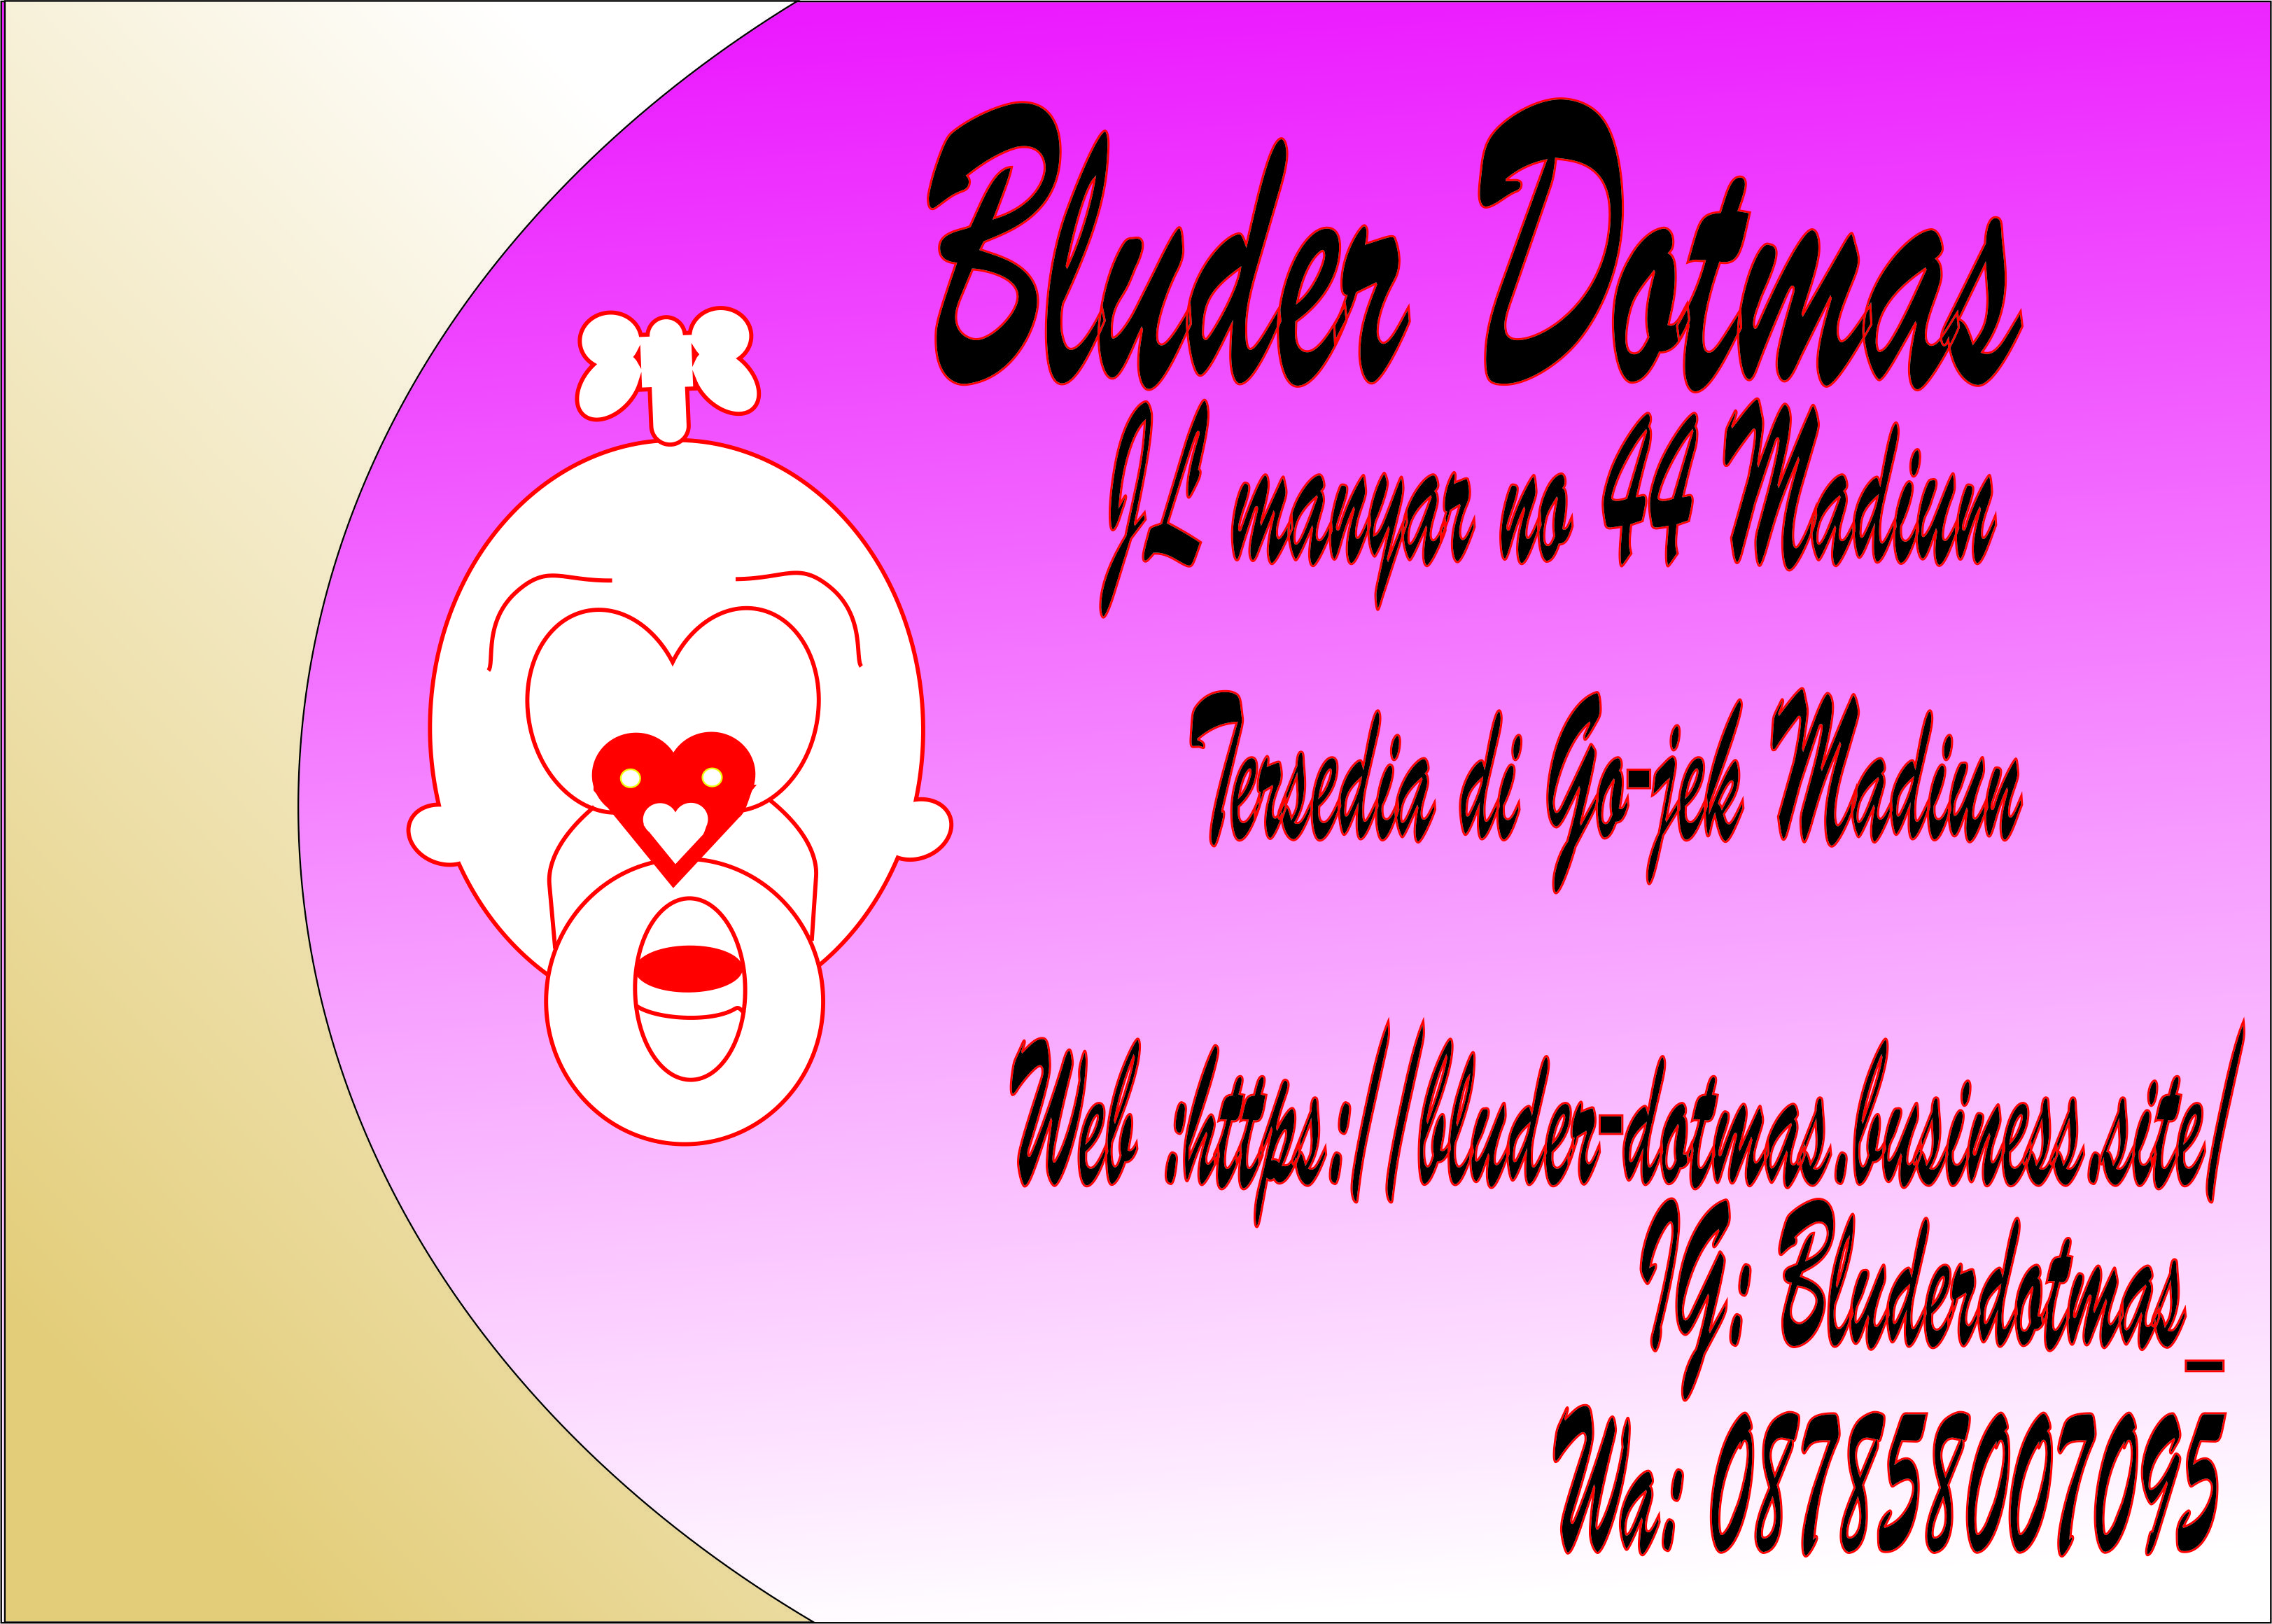 Bluder Dotmas
JL mampar no 44 Madiun
Tersedia di Go-jek Madiun
Web :https://bluder-dotmas.business.site/
IG: Bluderdotmas_
Wa: 087858007095